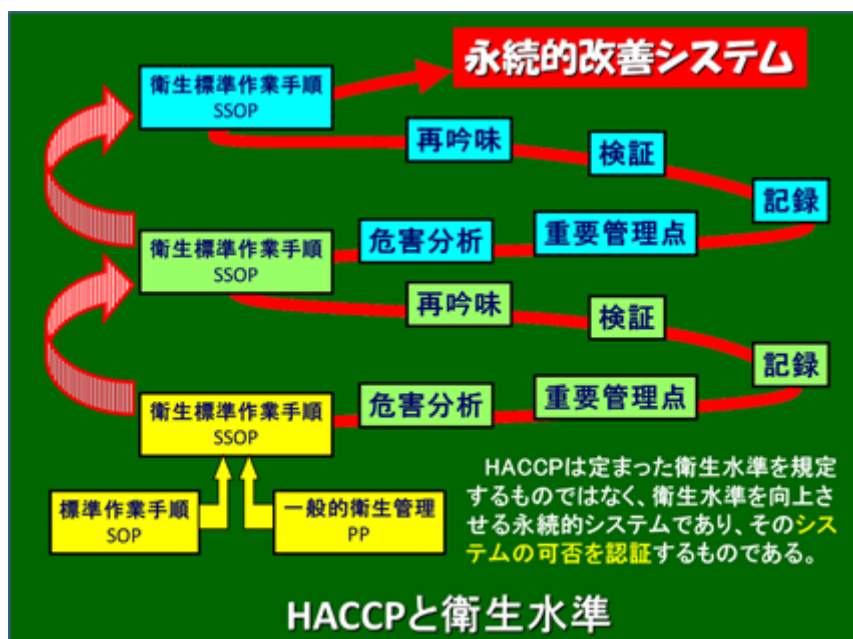 永続的改善システム
衛生標準作業手順
SSOP
再吟味
検証
記録
衛生標準作業手順
SSOP
危害分析
重要管理点
再吟味
検証
記録
衛生標準作業手順
SSOP
危害分析
重要管理点
標準作業手順
SOP
一般的衛生管理
PP
HACCPは定まった衛生水準を規定
するものではなく、衛生水準を向上さ
せる永続的システムであり、そのシス
テムの可否を認証するものである。
HACCPと衛生水準